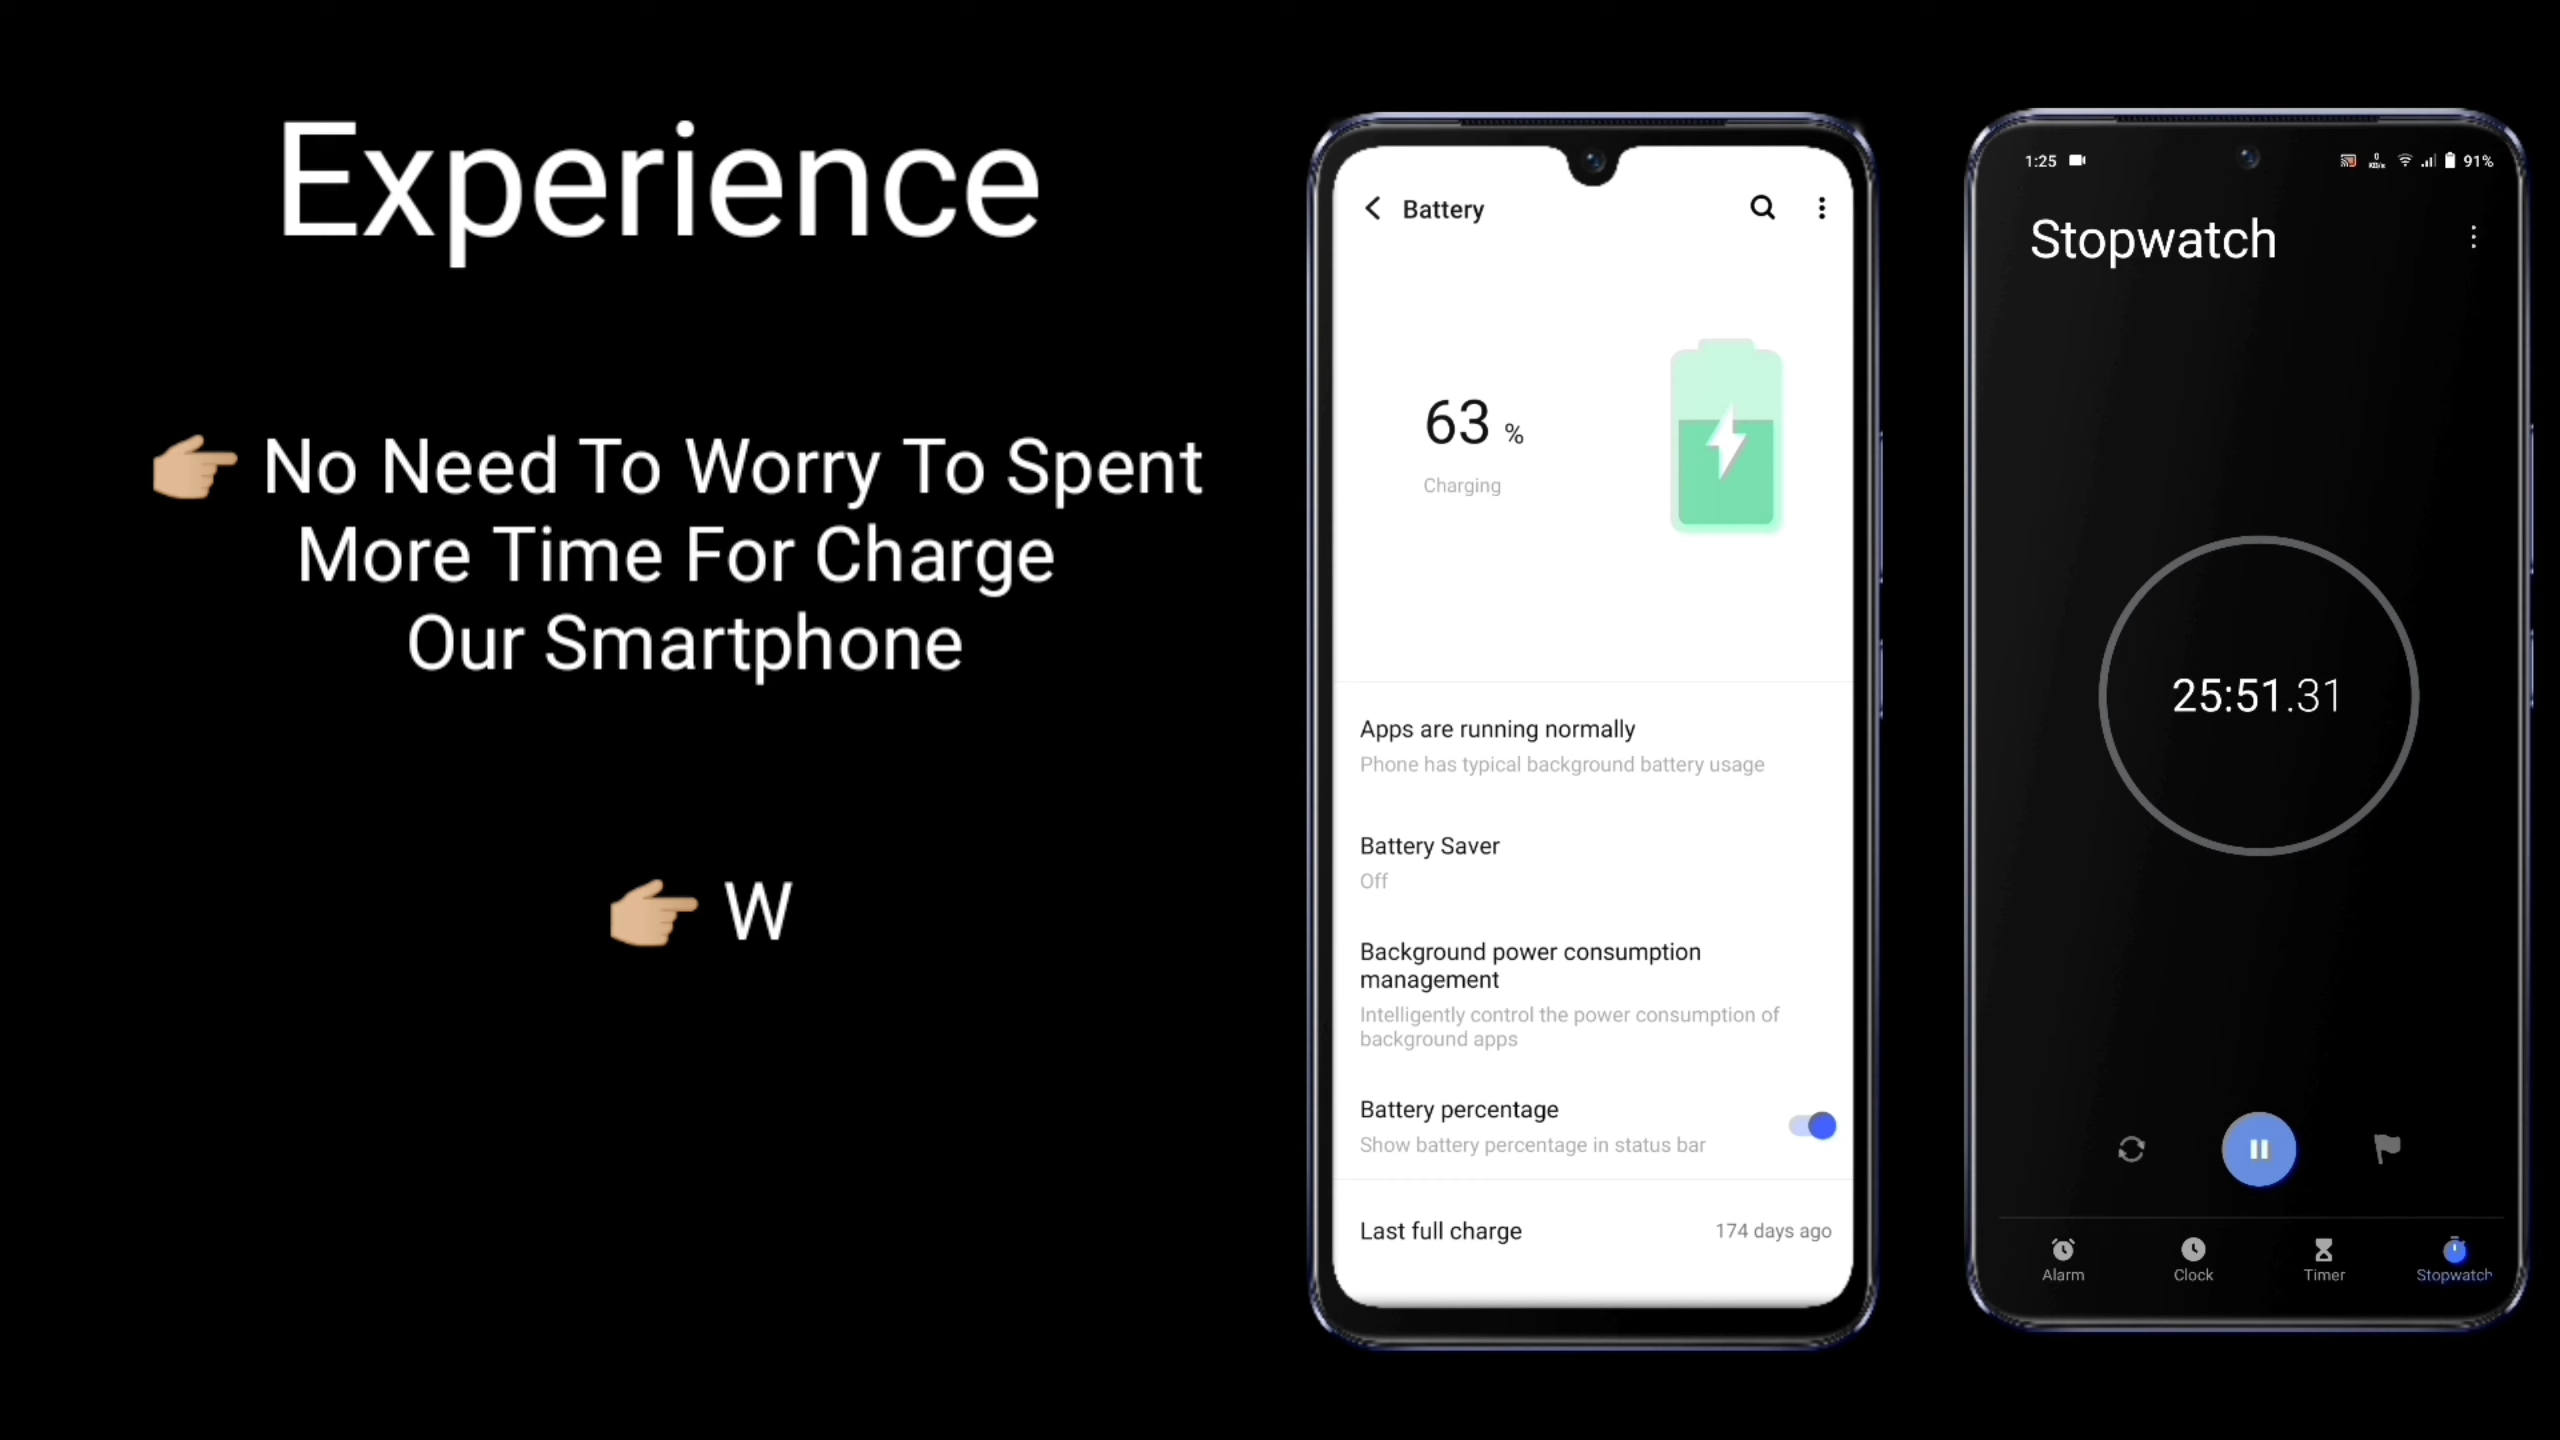 Experience
👉🏼 No Need To Worry To Spent
More Time For Charge
Our Smartphone
👉🏼 W
Battery
63 %
Charging
Apps are running normally
Phone has typical background battery usage
Battery Saver
Off
Background power consumption
management
Intelligently control the power consumption of
background apps
Battery percentage
Show battery percentage in status bar
Last full charge 174 days ago
1:25 91%
Stopwatch
25:51.31
Alarm Clock Timer Stopwatch